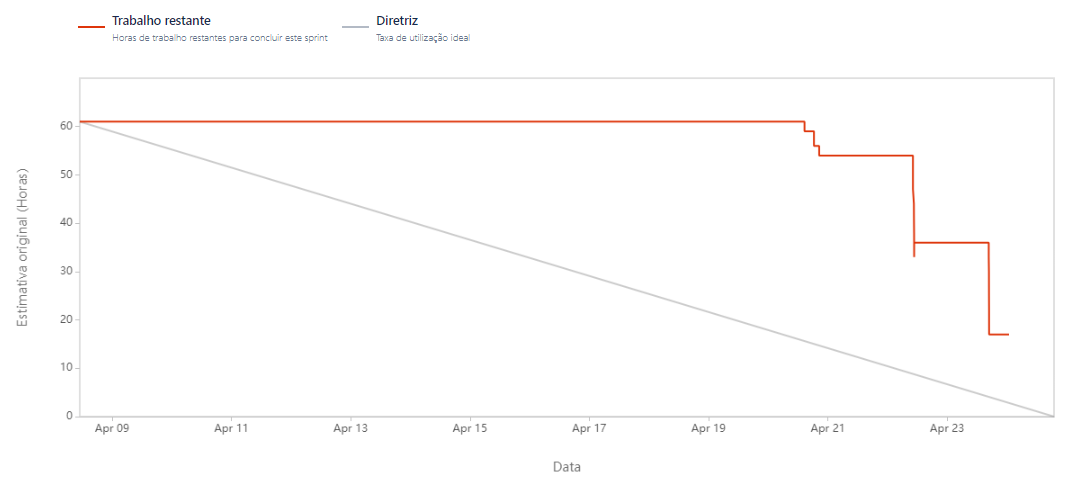 Trabalho restante
Horas de trabalho restantes para concluir este sprint
Diretriz
Taxa de utilização ideal
Estimativa original (Horas)
60
50
40
30
20
10
0
Apr 09 Apr 11 Apr 13 Apr 15 Apr 17 Apr 19 Apr 21 Apr 23
Data